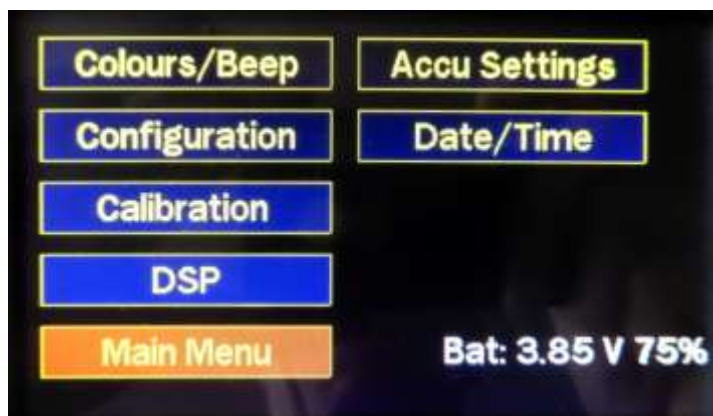 Colours/Beep
Accu Settings
Configuration
Date/Time
Calibration
DSP
Main Menu
Bat: 3.85 V 75%